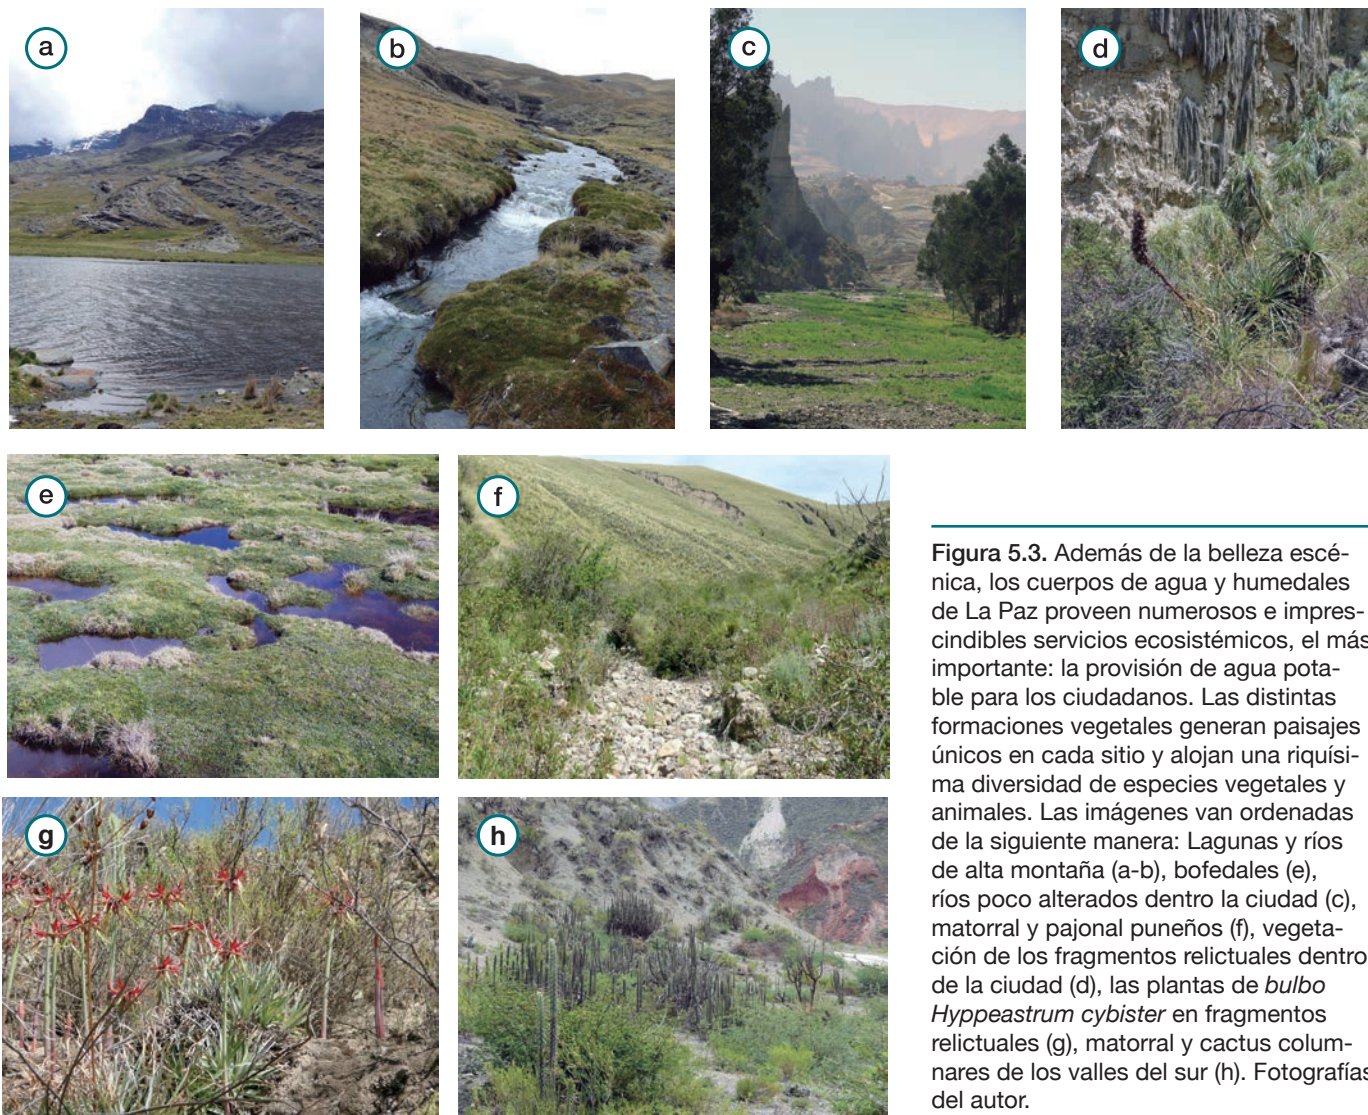 a
b
c
d
e
f
g
h
Figura 5.3. Además de la belleza escé-
nica, los cuerpos de agua y humedales
de La Paz proveen numerosos e impres-
cindibles servicios ecosistémicos, el más
importante: la provisión de agua pota-
ble para los ciudadanos. Las distintas
formaciones vegetales generan paisajes
únicos en cada sitio y alojan una riquísi-
ma diversidad de especies vegetales y
animales. Las imágenes van ordenadas
de la siguiente manera: Lagunas y ríos
de alta montaña (a-b), bofedales (e),
ríos poco alterados dentro la ciudad (c),
matorral y pajonal puneños (f), vegeta-
ción de los fragmentos relictuales dentro
de la ciudad (d), las plantas de bulbo
Hyppeastrum cybister en fragmentos
relictuales (g), matorral y cactus colum-
nares de los valles del sur (h). Fotografías
del autor.